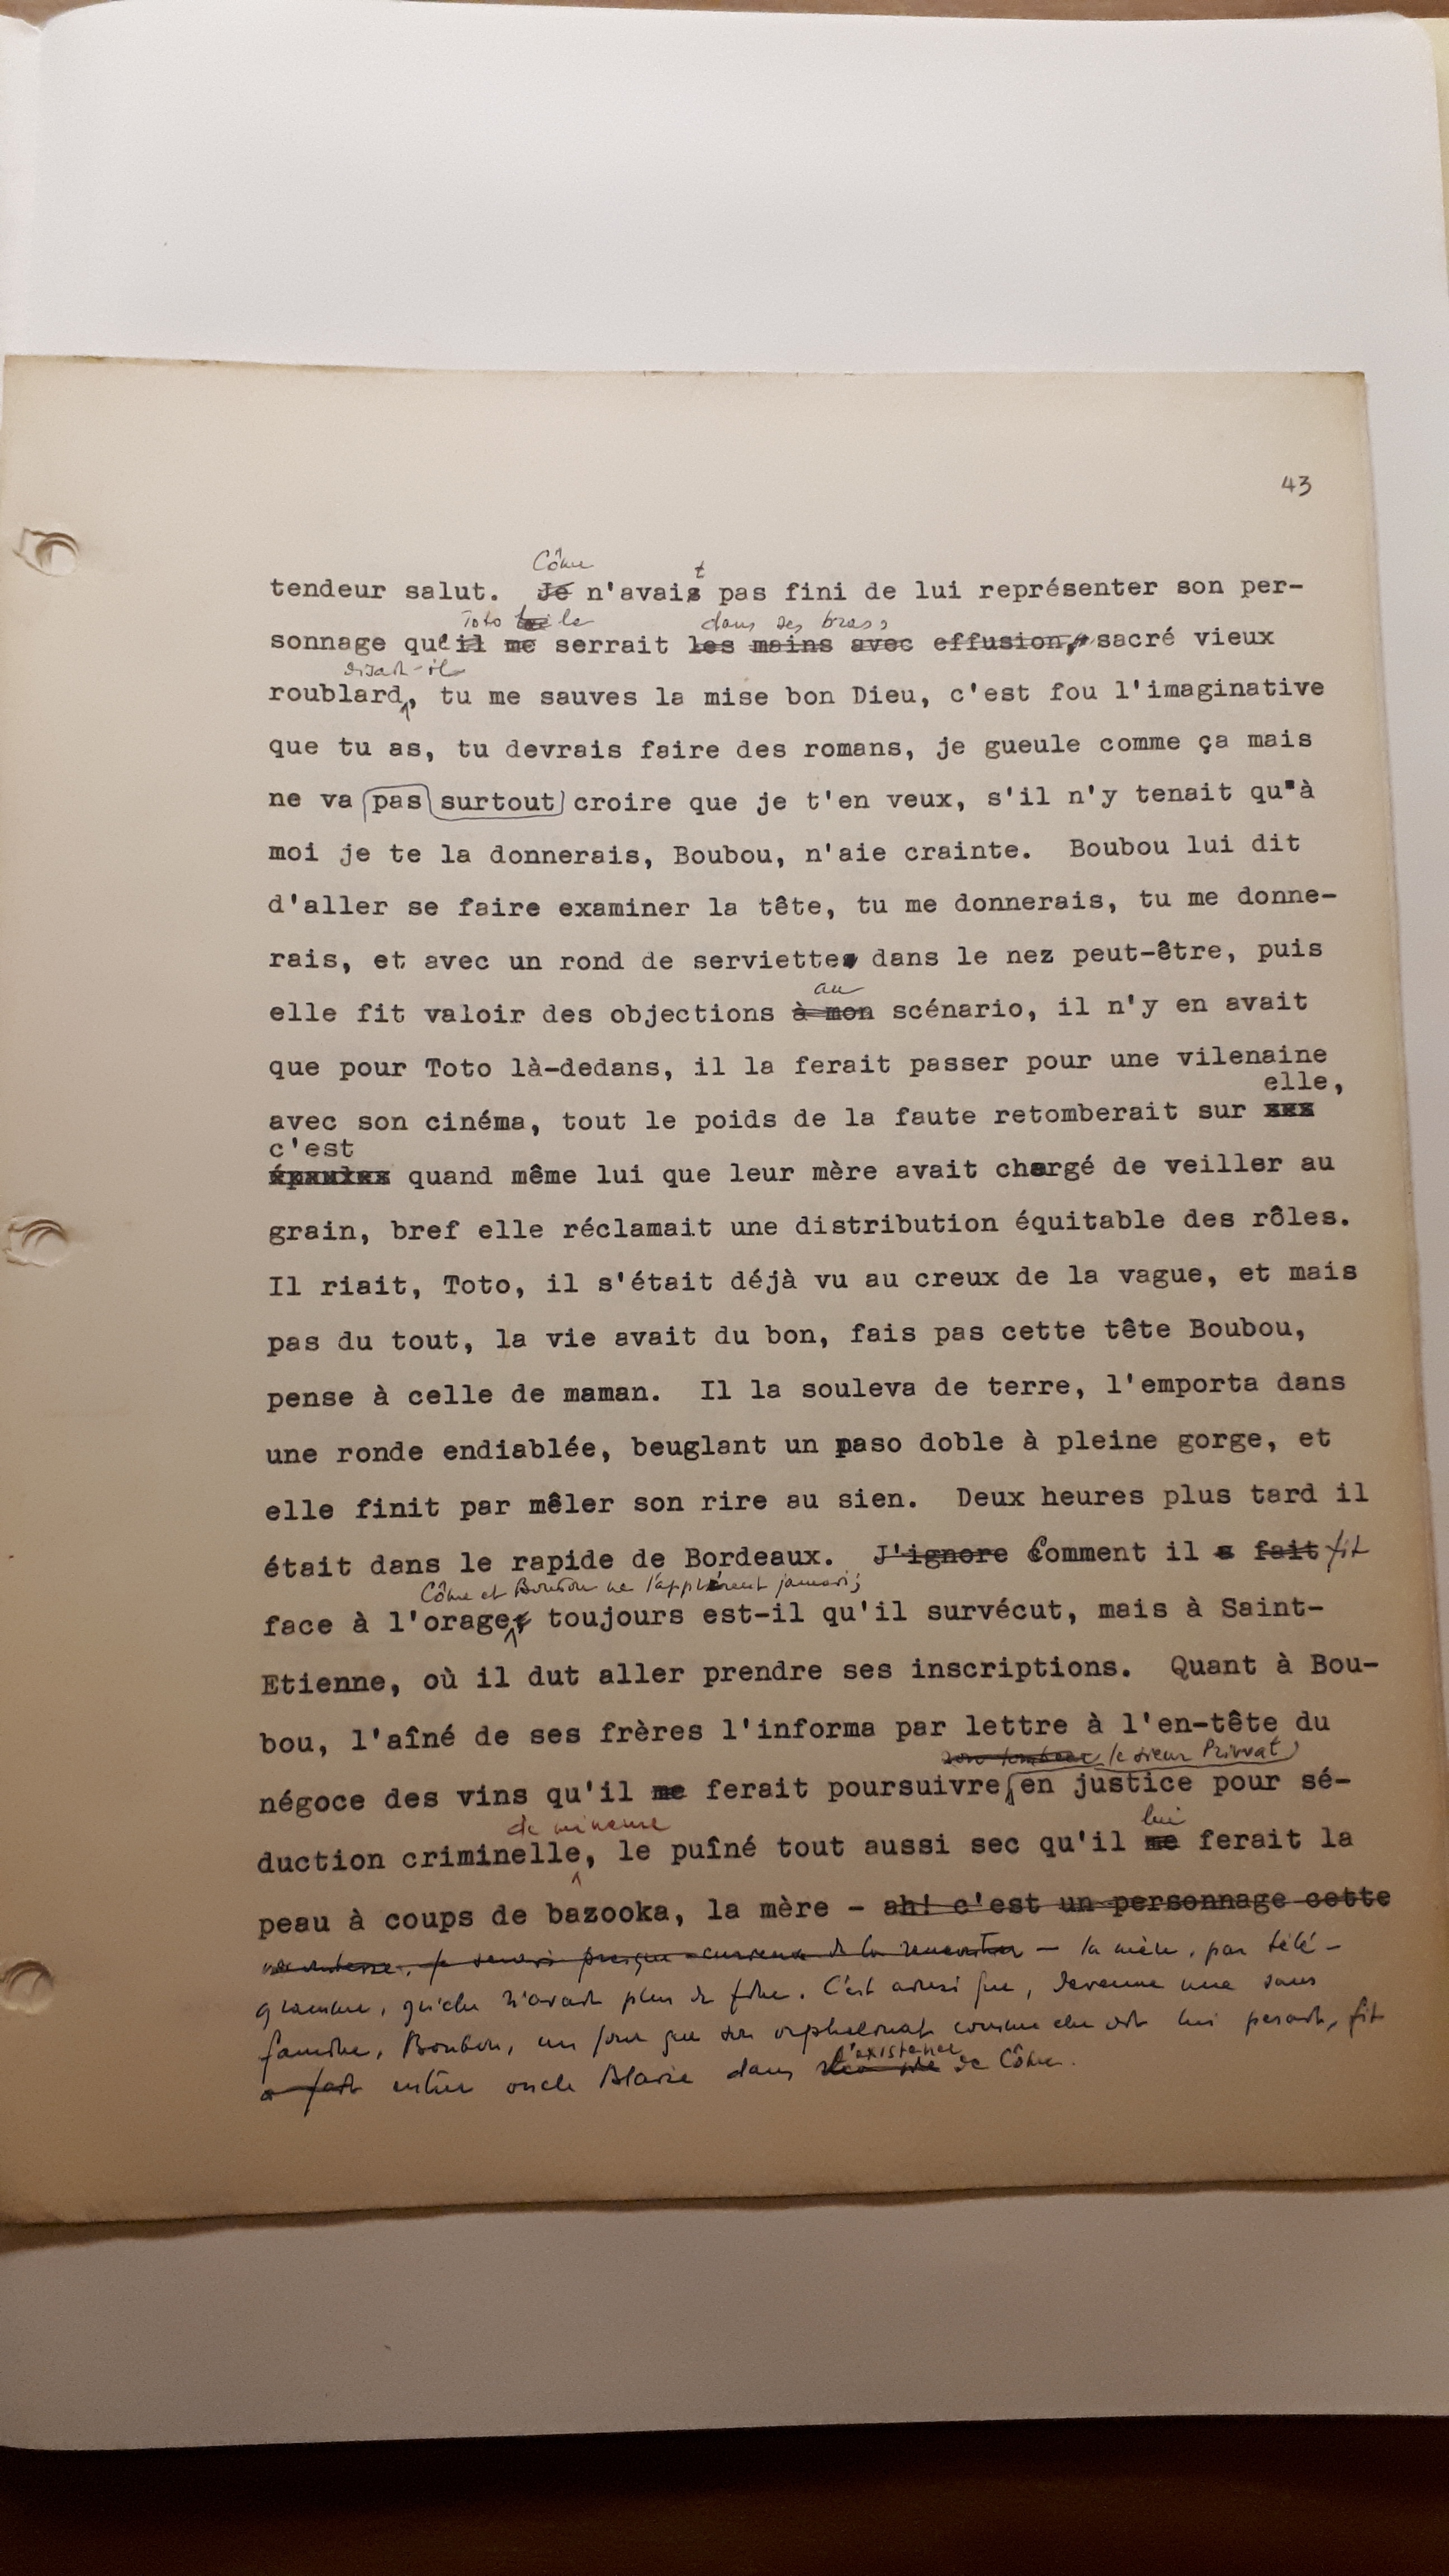 43
Côme t
tendeur salut. Je n'avais pas fini de lui représenter son per-
Toto le dans ses bras,
sonnage qu'il me serrait les mains avec effusion, sacré vieux
disait-il
roublard, tu me sauves la mise bon Dieu, c'est fou l'imaginative
que tu as, tu devrais faire des romans, je gueule comme ça mais
ne va pas surtout croire que je t'en veux, s'il n'y tenait qu'à
moi je te la donnerais, Boubou, n'aie crainte. Boubou lui dit
d'aller se faire examiner la tête, tu me donnerais, tu me donne-
rais, et avec un rond de serviette dans le nez peut-être, puis
au
elle fit valoir des objections à mon scénario, il n'y en avait
que pour Toto là-dedans, il la ferait passer pour une vilenaine
elle,
avec son cinéma, tout le poids de la faute retomberait sur
c'est
quand même lui que leur mère avait chargé de veiller au
grain, bref elle réclamait une distribution équitable des rôles.
Il riait, Toto, il s'était déjà vu au creux de la vague, et mais
pas du tout, la vie avait du bon, fais pas cette tête Boubou,
pense à celle de maman. Il la souleva de terre, l'emporta dans
une ronde endiablée, beuglant un paso doble à pleine gorge, et
elle finit par mêler son rire au sien. Deux heures plus tard il
était dans le rapide de Bordeaux. J'ignore Comment il a fait fit
Côme et Boubou ne l'apprirent jamais;
face à l'orage, toujours est-il qu'il survécut, mais à Saint-
Etienne, où il dut aller prendre ses inscriptions. Quant à Bou-
bou, l'aîné de ses frères l'informa par lettre à l'en-tête du
le sieur Privat
négoce des vins qu'il me ferait poursuivre en justice pour sé-
de mineure lui
duction criminelle, le puîné tout aussi sec qu'il me ferait la
peau à coups de bazooka, la mère - ah! c'est un personnage cette
je serais presque curieux de la rencontrer — la mère, par télé-
gramme, qu'elle n'avait plus de fille. C'est ainsi que, devenue une sans
famille, Boubou, un jour que son orphelinat comme elle dit lui pesait, fit
l'existence
a fait entrer oncle Blaise dans de Côme.